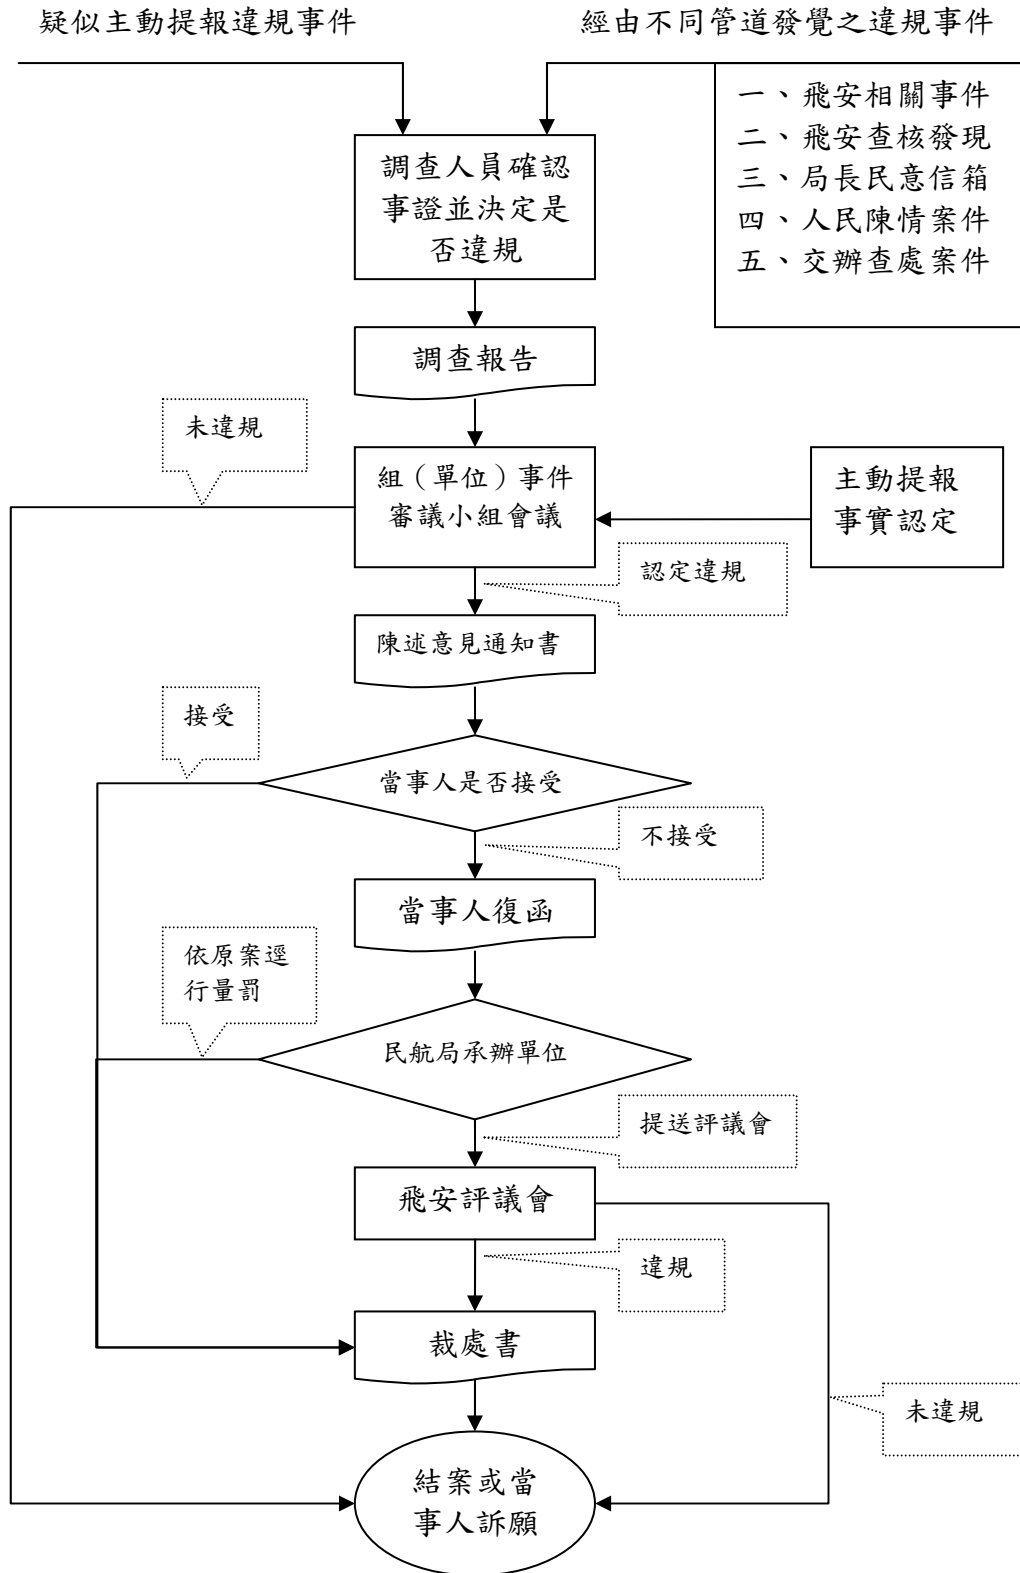 疑似主動提報違規事件
經由不同管道發覺之違規事件
一、飛安相關事件
二、飛安查核發現
三、局長民意信箱
四、人民陳情案件
五、交辦查處案件
調查人員確認
事證並決定是
否違規
調查報告
未違規
組（單位）事件
審議小組會議
主動提報
事實認定
認定違規
陳述意見通知書
接受
當事人是否接受
不接受
當事人復函
依原案逕
行量罰
民航局承辦單位
提送評議會
飛安評議會
違規
裁處書
未違規
結案或當
事人訴願